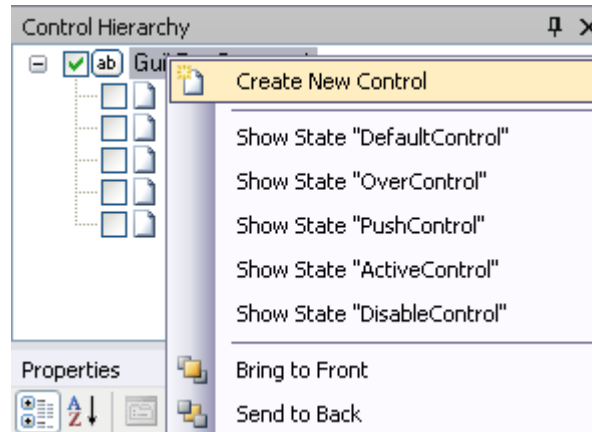 Control Hierarchy
ab
Create New Control
Show State "DefaultControl"
Show State "OverControl"
Show State "PushControl"
Show State "ActiveControl"
Show State "DisableControl"
Properties
Bring to Front
A
Z
Send to Back